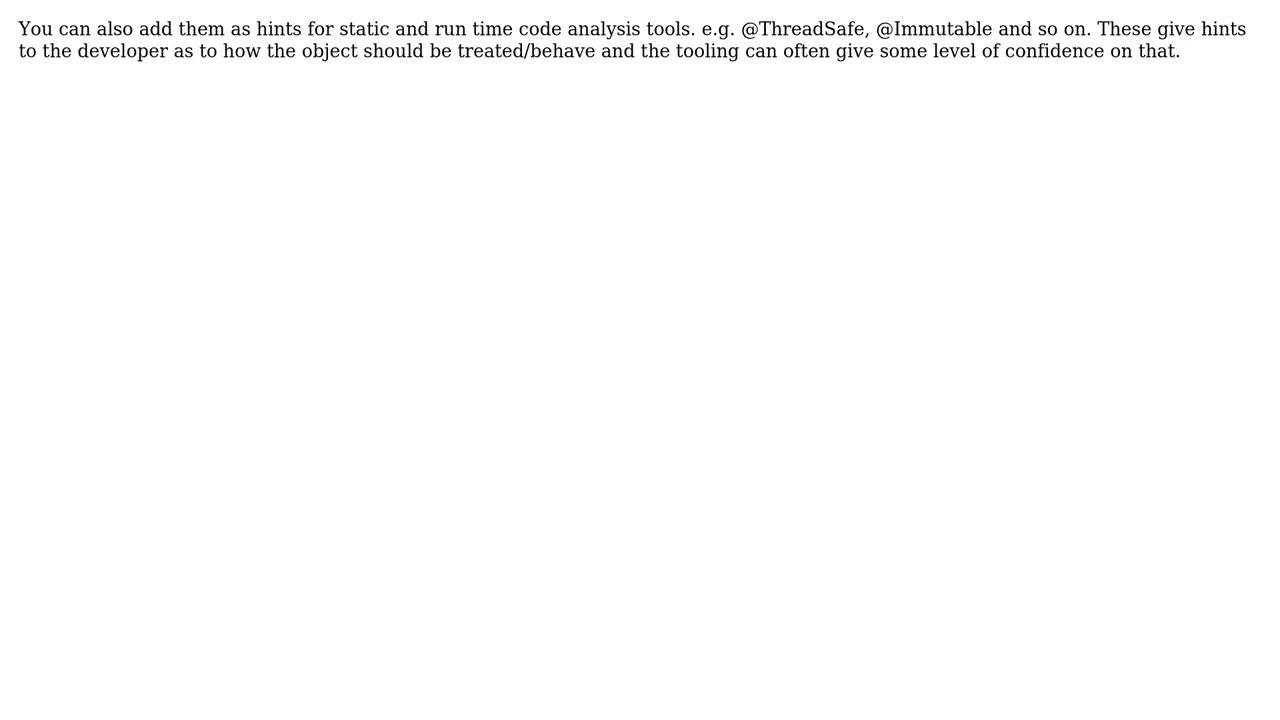 You can also add them as hints for static and run time code analysis tools. e.g. @ThreadSafe, @Immutable and so on. These give hints
to the developer as to how the object should be treated/behave and the tooling can often give some level of confidence on that.